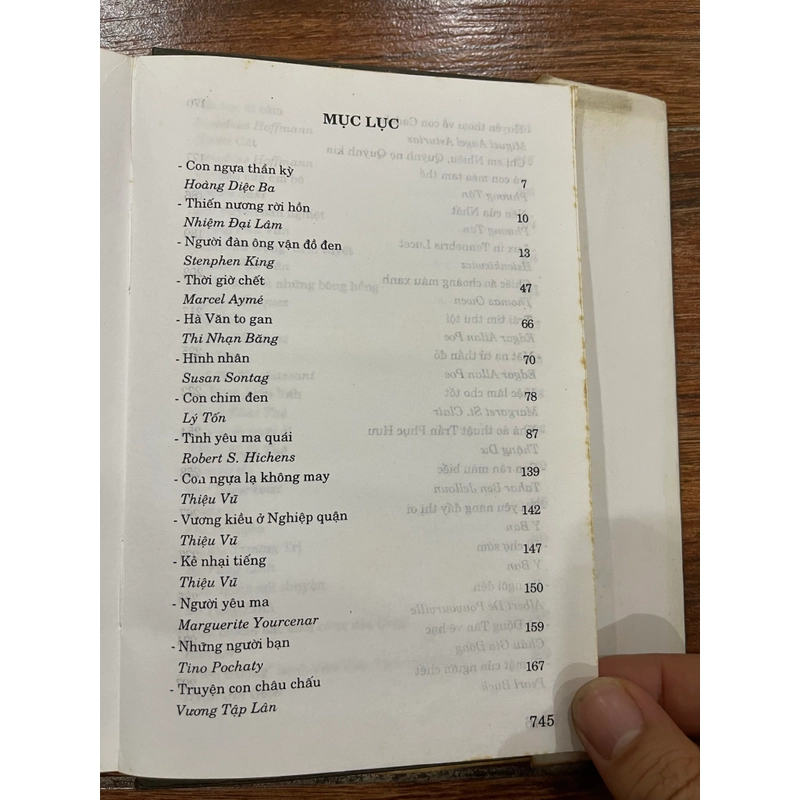 MỤC LỤC
- Con ngựa thần kỳ 7
Hoàng Diệc Ba
- Thiến nương rời hồn 10
Nhiệm Đại Lâm
- Người đàn ông vận đồ đen 13
Stenphen King
- Thời giờ chết 47
Marcel Aymé
- Hà Văn to gan 66
Thi Nhạn Băng
- Hình nhân 70
Susan Sontag
- Con chim đen 78
Lý Tốn
- Tình yêu ma quái 87
Robert S. Hichens
- Con ngựa lạ không may 139
Thiệu Vũ
- Vương kiều ở Nghiệp quận 142
Thiệu Vũ
- Kẻ nhại tiếng 147
Thiệu Vũ
- Người yêu ma 150
Marguerite Yourcenar
- Những người bạn 159
Tino Pochaty
- Truyện con châu chấu 167
Vương Tập Lân
745